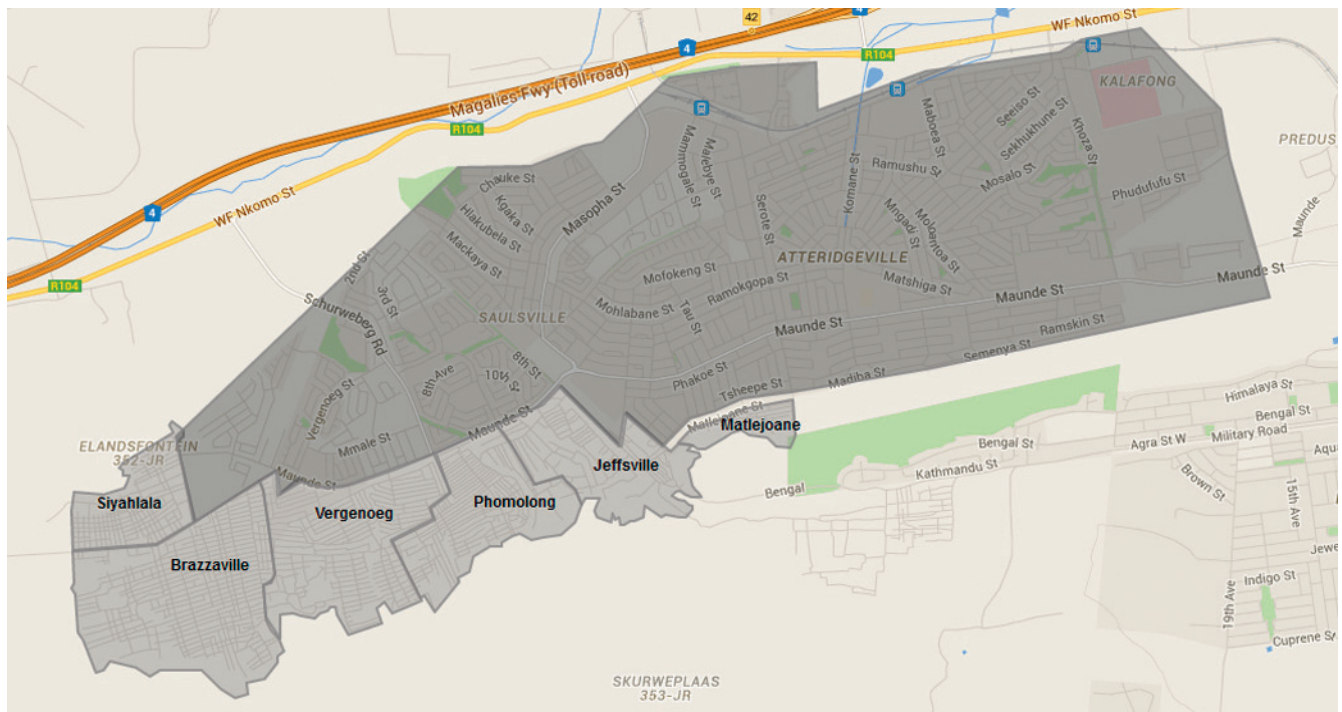 42
4
4
WF Nkomo St
R104
Magalies Fwy (Toll road)
KALAFONG
R104
Seeiso St
Maboea St
Sekhukhune St
Khoza St
PREDUS
Malebye St
Mammogale St
Ramushu St
Komane St
Mosalo St
Chauke St
Kgaka St
Masopha St
Phudufufu St
4
WF Nkomo St
Hlakubela St
Serote St
Mngadi St
Maunde
Mackaya St
ATTERIDGEVILLE
2nd St
Mofokeng St
Ramokgopa St
Matshiga St
Maunde St
R104
3rd St
Maunde St
Schurweberg Rd
Mohlabane St
SAULSVILLE
Tau St
Maunde St
Ramskin St
8th St
Semenya St
8th Ave
10th St
Phakoe St
Madiba St
Tsheepe St
Himalaya St
Vergenoeg St
Matlejoane St
Maunde St
Matlejoane
Bengal St
Military Road
Bengal St
Agra St W
ELANDSFONTEIN
352-JR
Mmale St
Aqua
Jeffsville
Kathmandu St
Brown St
Maunde St
Bengal
15th Ave
Siyahlala
Phomolong
Vergenoeg
Jewe
Brazzaville
Indigo St
19th Ave
Cuprene St
SKURWEPLAAS
353-JR